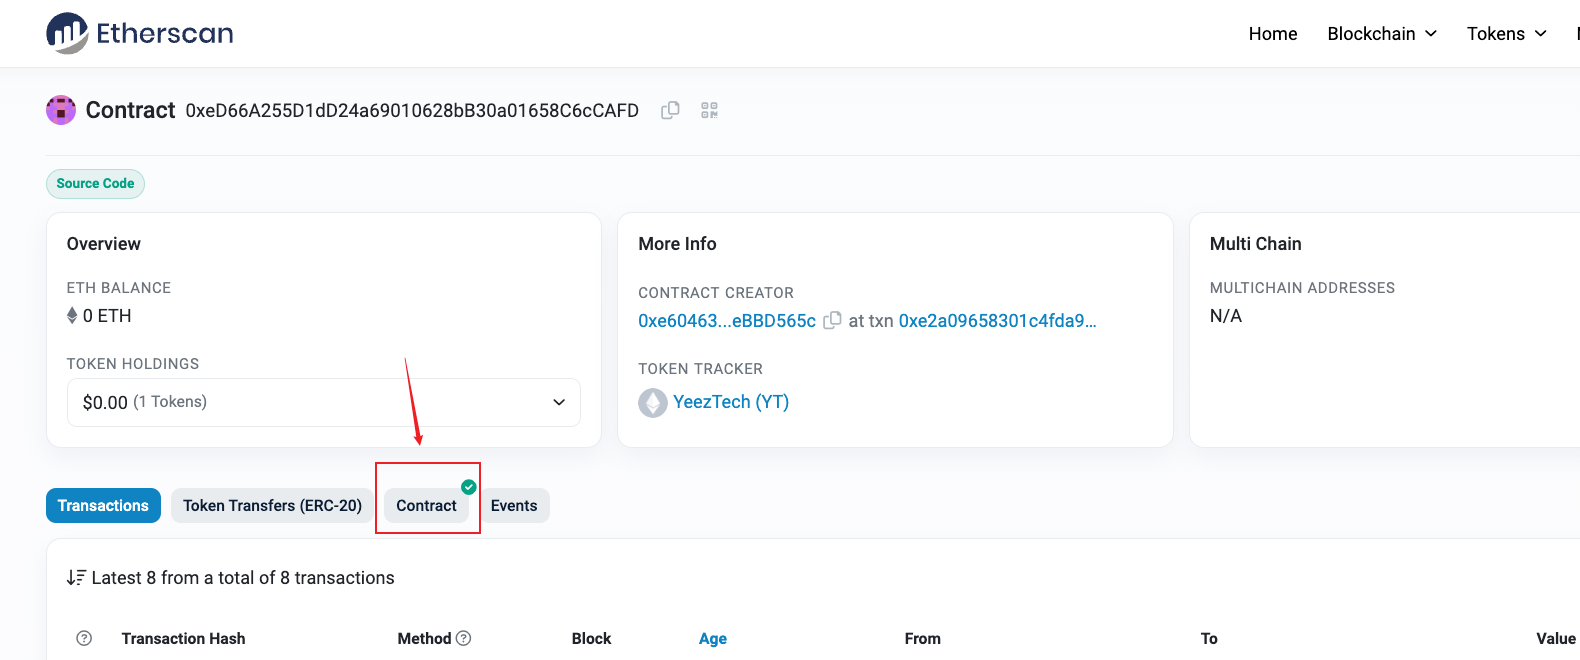 Etherscan
Home Blockchain Tokens
Contract 0xeD66A255D1dD24a69010628bB30a01658C6cCAFD
Source Code
Overview
ETH BALANCE
0 ETH
TOKEN HOLDINGS
$0.00 (1 Tokens)
More Info
CONTRACT CREATOR
0xe60463...eBBD565c at txn 0xe2a09658301c4fda9...
TOKEN TRACKER
YeezTech (YT)
Multi Chain
MULTICHAIN ADDRESSES
N/A
Transactions Token Transfers (ERC-20) Contract Events
Latest 8 from a total of 8 transactions
Transaction Hash Method Block Age From To Value